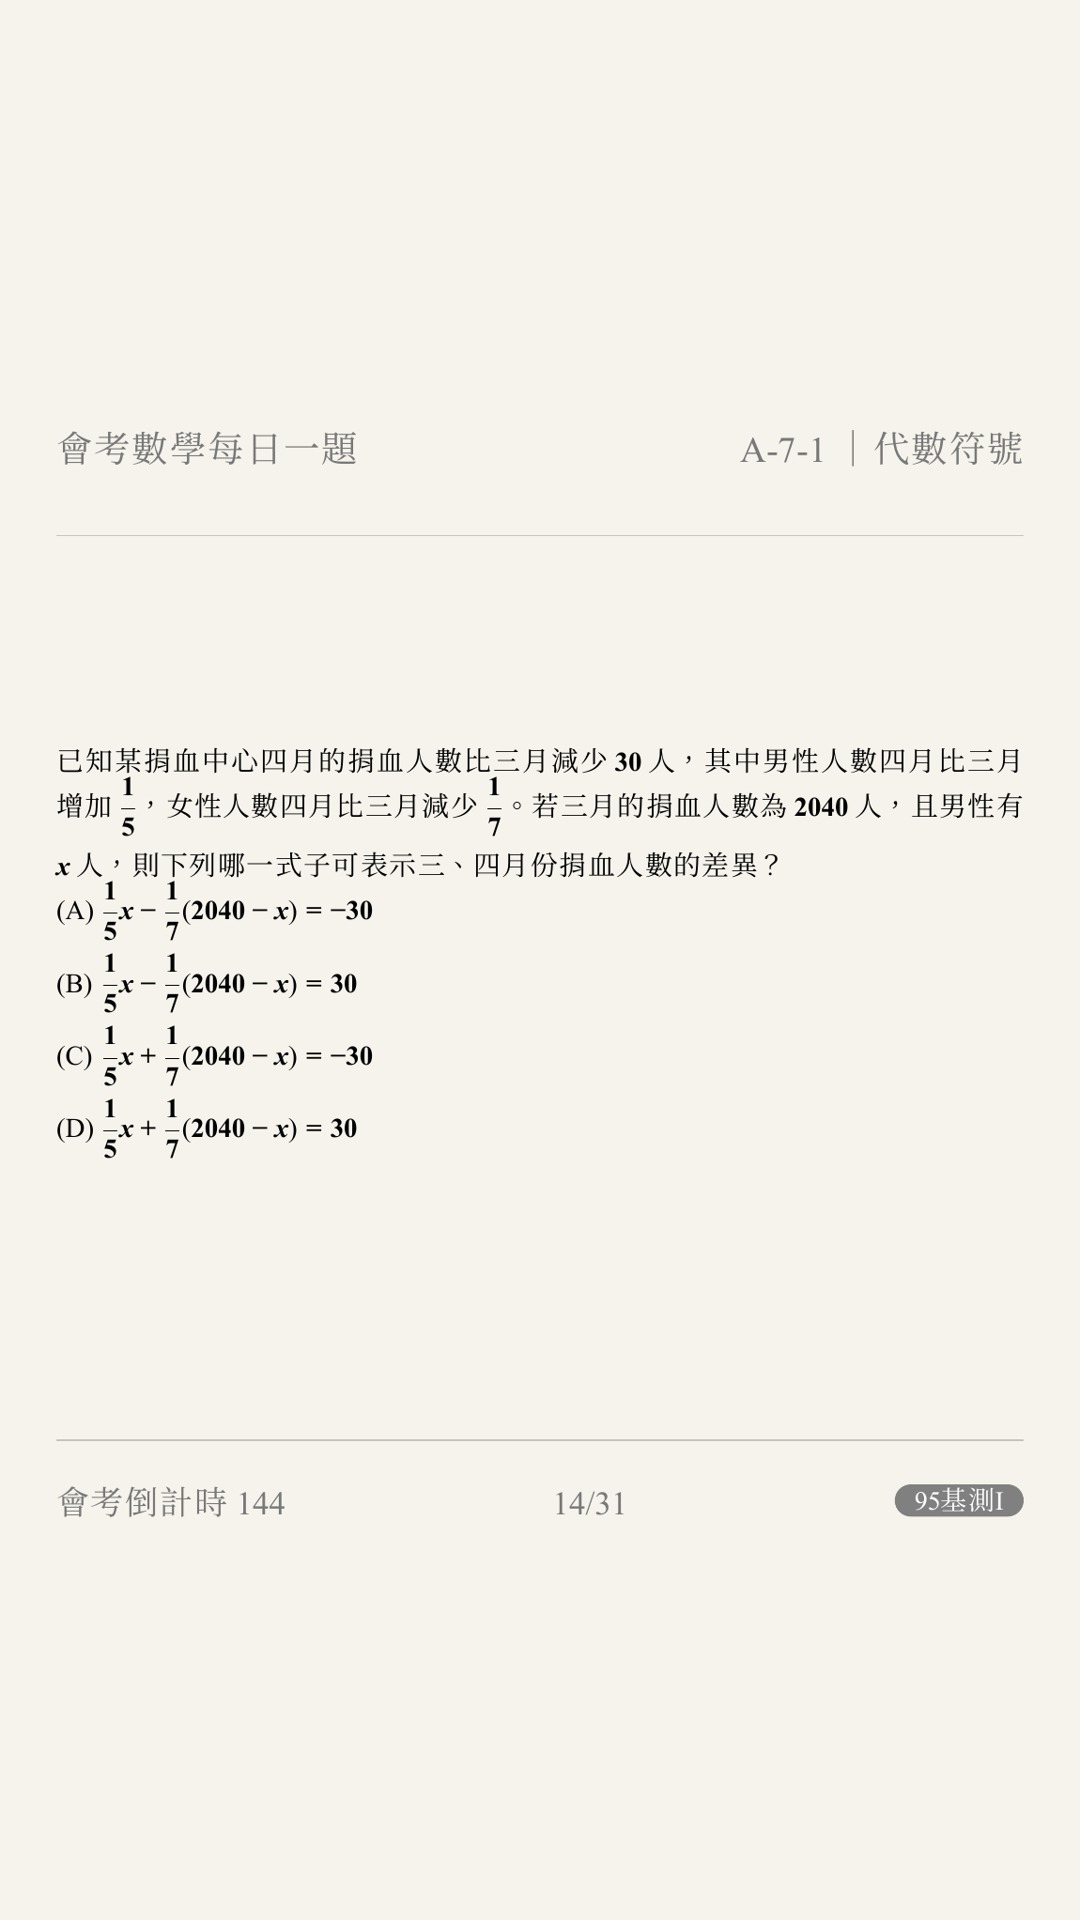 會考數學每日一題
A-7-1｜代數符號
已知某捐血中心四月的捐血人數比三月減少 30 人，其中男性人數四月比三月
增加 1/5，女性人數四月比三月減少 1/7。若三月的捐血人數為 2040 人，且男性有
x 人，則下列哪一式子可表示三、四月份捐血人數的差異？
(A) 1/5x − 1/7(2040 − x) = −30
(B) 1/5x − 1/7(2040 − x) = 30
(C) 1/5x + 1/7(2040 − x) = −30
(D) 1/5x + 1/7(2040 − x) = 30
會考倒計時 144
14/31
95基測I